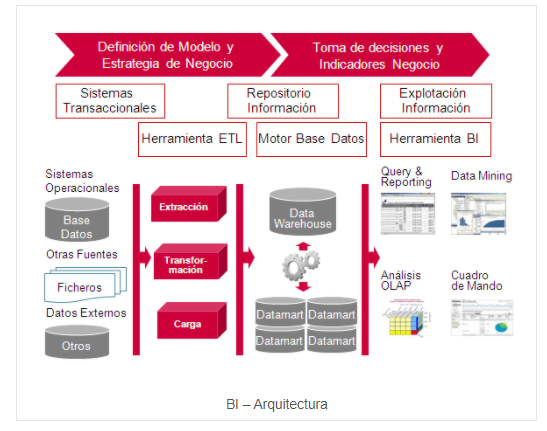 Definición de Modelo y
Estrategia de Negocio
Toma de decisiones y
Indicadores Negocio
Sistemas
Transaccionales
Repositorio
Información
Explotación
Información
Herramienta ETL
Motor Base Datos
Herramienta BI
Sistemas
Operacionales
Base
Datos
Otras Fuentes
Ficheros
Datos Externos
Otros
Extracción
Transfor-
mación
Carga
Data
Warehouse
Datamart
Datamart
Datamart
Datamart
Query &
Reporting
Data Mining
Análisis
OLAP
Cuadro
de Mando
BI – Arquitectura